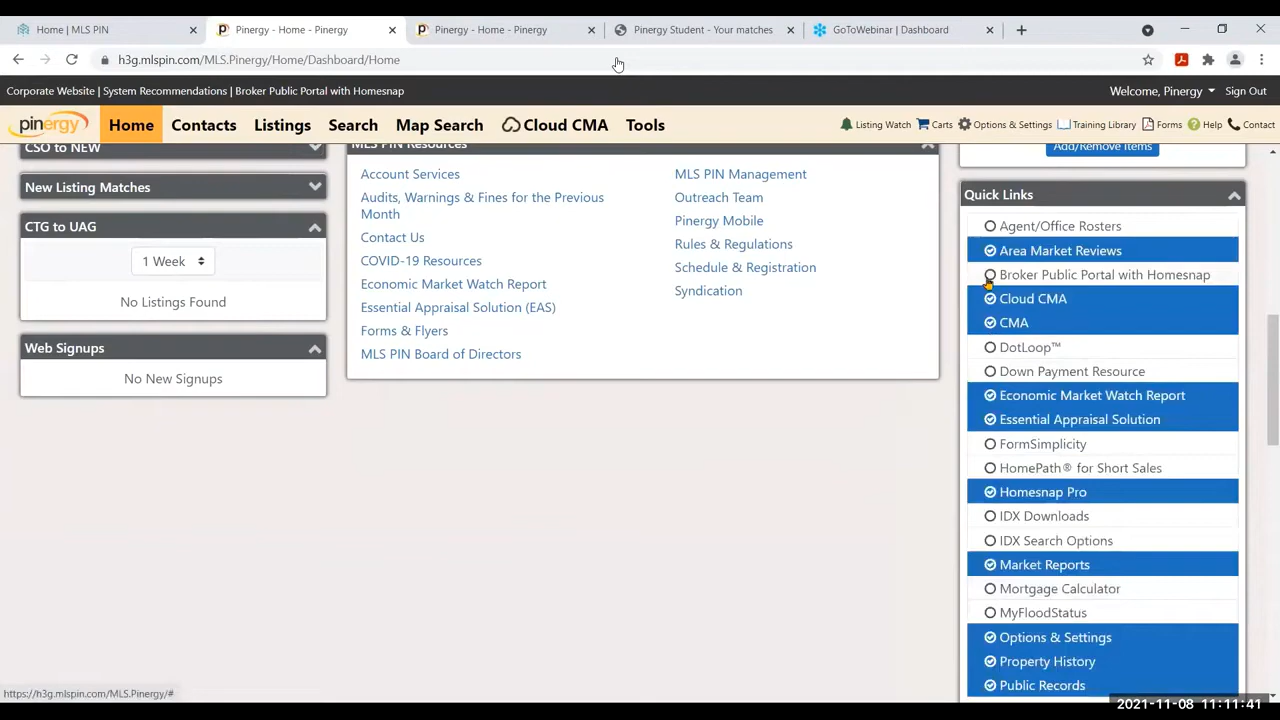 Home | MLS PIN
Pinergy - Home - Pinergy
Pinergy - Home - Pinergy
Pinergy Student - Your matches
GoToWebinar | Dashboard
h3g.mlspin.com/MLS.Pinergy/Home/Dashboard/Home
Corporate Website | System Recommendations | Broker Public Portal with Homesnap
Welcome, Pinergy
Sign Out
pinergy
Home
Contacts
Listings
Search
Map Search
Cloud CMA
Tools
Listing Watch
Carts
Options & Settings
Training Library
Forms
Help
Contact
CSO to NEW
New Listing Matches
CTG to UAG
1 Week
No Listings Found
Web Signups
No New Signups
MLS PIN Resources
Account Services
Audits, Warnings & Fines for the Previous
Month
Contact Us
COVID-19 Resources
Economic Market Watch Report
Essential Appraisal Solution (EAS)
Forms & Flyers
MLS PIN Board of Directors
MLS PIN Management
Outreach Team
Pinergy Mobile
Rules & Regulations
Schedule & Registration
Syndication
Add/Remove Items
Quick Links
Agent/Office Rosters
Area Market Reviews
Broker Public Portal with Homesnap
Cloud CMA
CMA
DotLoop™
Down Payment Resource
Economic Market Watch Report
Essential Appraisal Solution
FormSimplicity
HomePath® for Short Sales
Homesnap Pro
IDX Downloads
IDX Search Options
Market Reports
Mortgage Calculator
MyFloodStatus
Options & Settings
Property History
Public Records
https://h3g.mlspin.com/MLS.Pinergy/#
2021-11-08 11:11:41